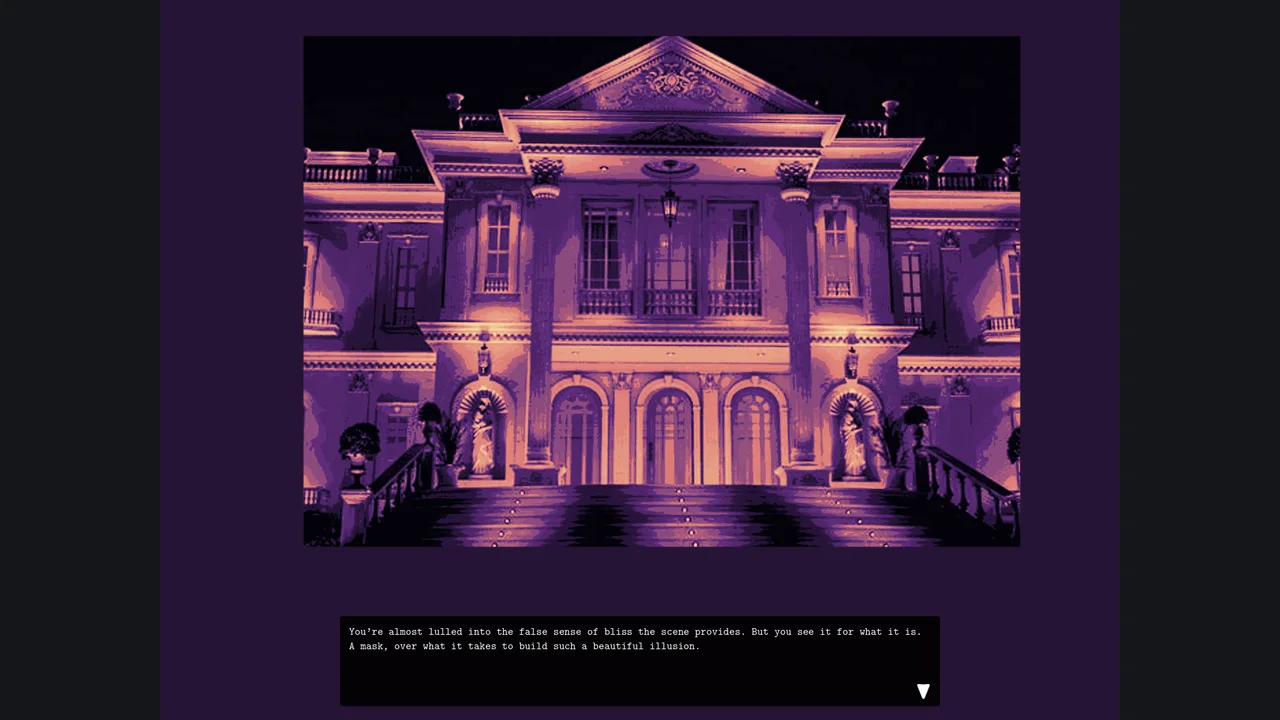 You're almost lulled into the false sense of bliss the scene provides. But you see it for what it is.
A mask, over what it takes to build such a beautiful illusion.